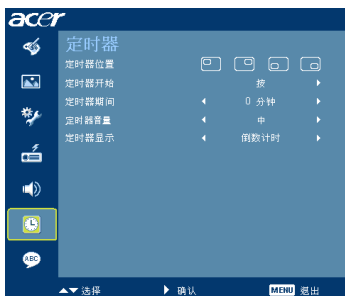 acer
定时器
定时器位置
定时器开始 按
定时器期间 0 分钟
定时器音量 中
定时器显示 倒数计时
ABC
选择 确认 MENU 退出